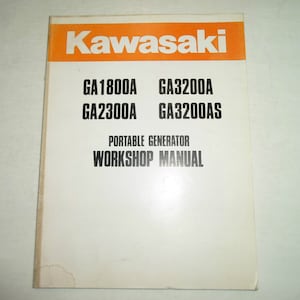 Kawasaki
GA1800A GA3200A
GA2300A GA3200AS
PORTABLE GENERATOR
WORKSHOP MANUAL